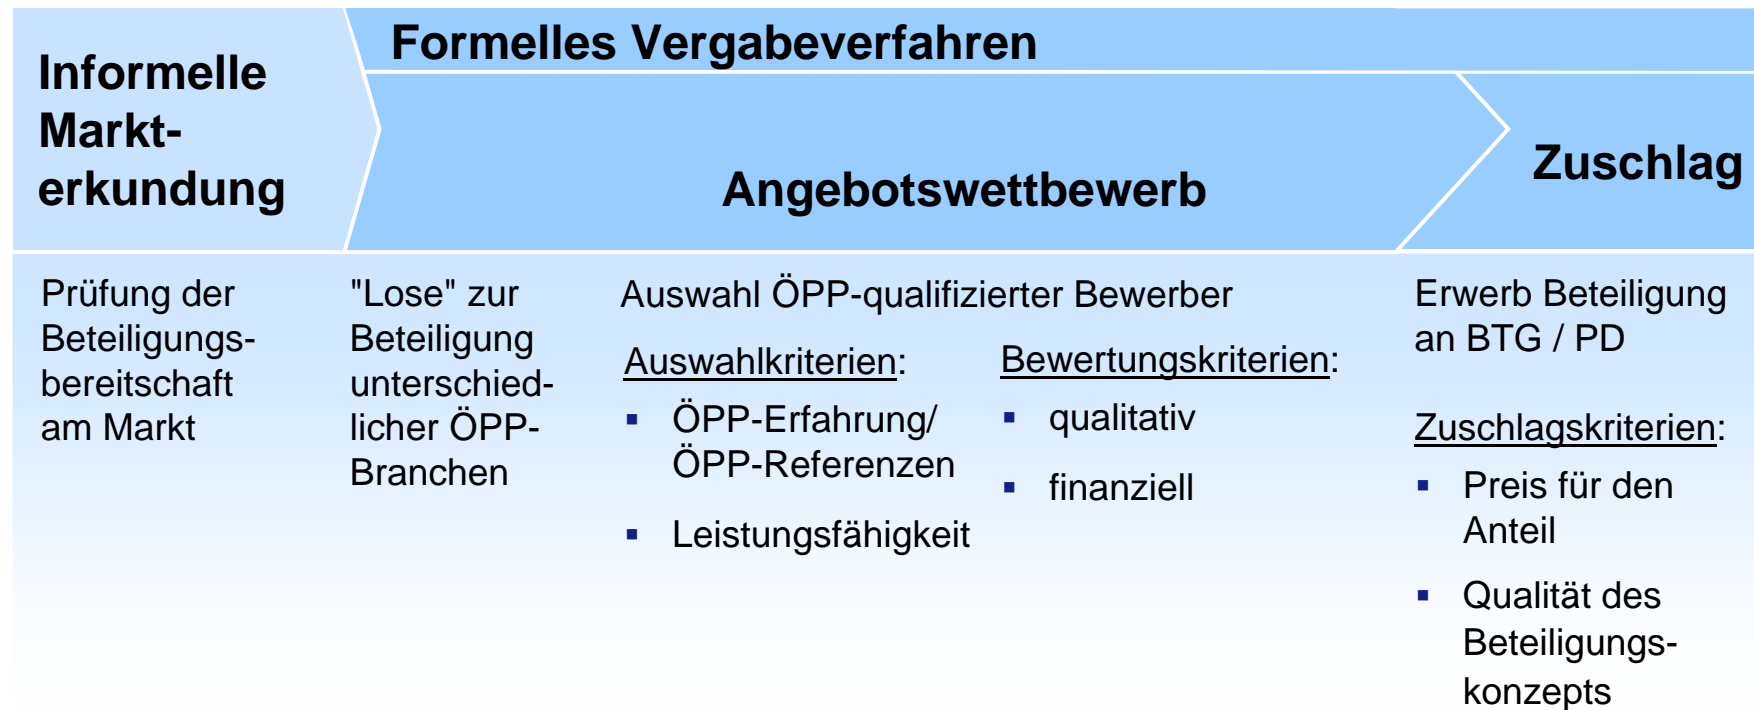 Informelle
Markt-
erkundung
Formelles Vergabeverfahren
Angebotswettbewerb
Zuschlag
Prüfung der
Beteiligungs-
bereitschaft
am Markt
"Lose" zur
Beteiligung
unterschied-
licher ÖPP-
Branchen
Auswahl ÖPP-qualifizierter Bewerber
Auswahlkriterien:
▪ ÖPP-Erfahrung/
ÖPP-Referenzen
▪ Leistungsfähigkeit
Bewertungskriterien:
▪ qualitativ
▪ finanziell
Erwerb Beteiligung
an BTG / PD
Zuschlagskriterien:
▪ Preis für den
Anteil
▪ Qualität des
Beteiligungs-
konzepts